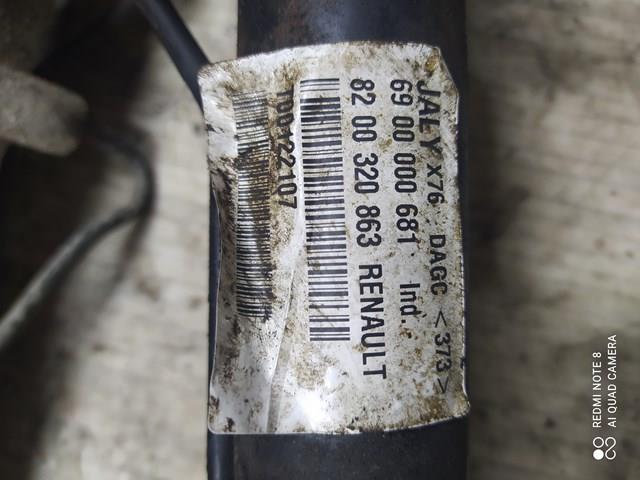 JALY X76 DAGC <373>
69 00 000 681 Ind.
82 00 320 863 RENAULT
T00122107
REDMI NOTE 8
AI QUAD CAMERA